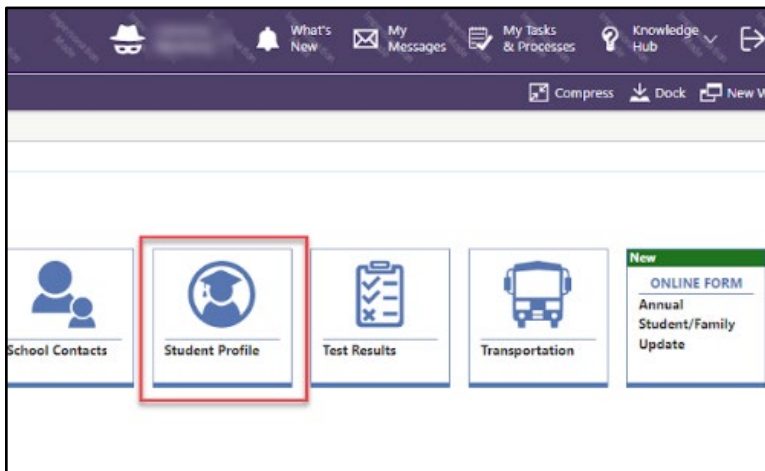 What's
New
My
Messages
My Tasks
& Processes
Knowledge
Hub
Compress
Dock
New W
School Contacts
Student Profile
Test Results
Transportation
New
ONLINE FORM
Annual
Student/Family
Update